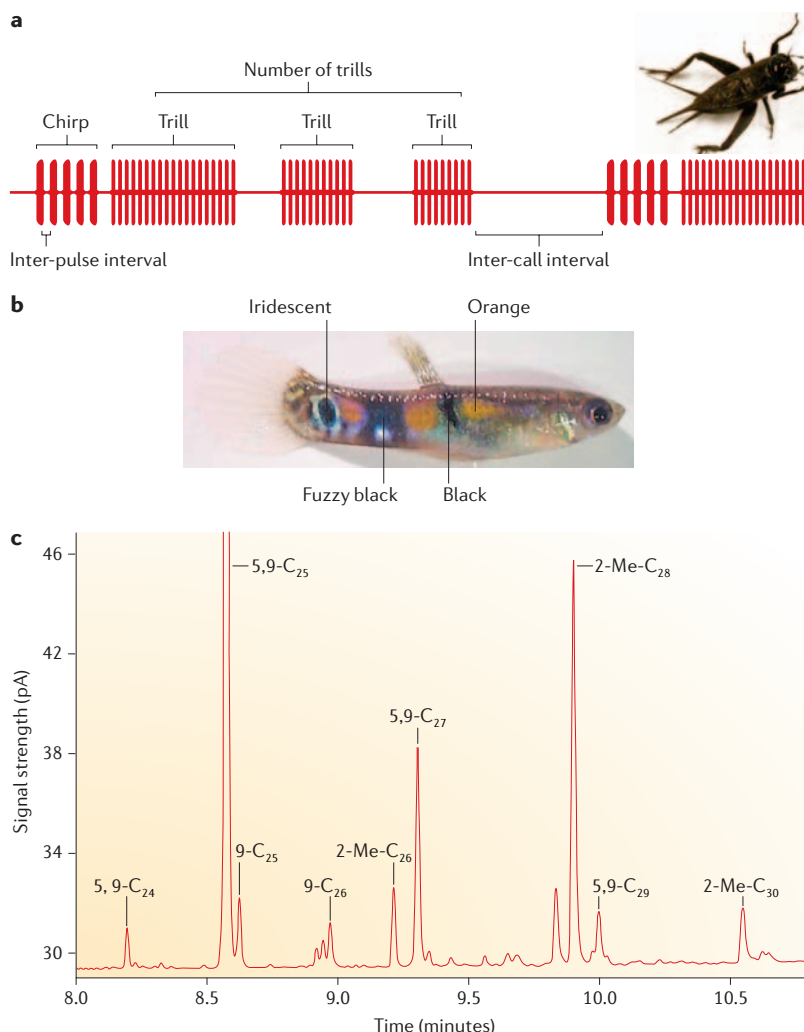 a
Number of trills
Chirp Trill Trill Trill
Inter-pulse interval Inter-call interval
b
Iridescent Orange
Fuzzy black Black
c
46
42
38
34
30
Signal strength (pA)
5,9-C25
2-Me-C28
5,9-C27
9-C25
2-Me-C26
5, 9-C24
9-C26
5,9-C29
2-Me-C30
8.0 8.5 9.0 9.5 10.0 10.5
Time (minutes)